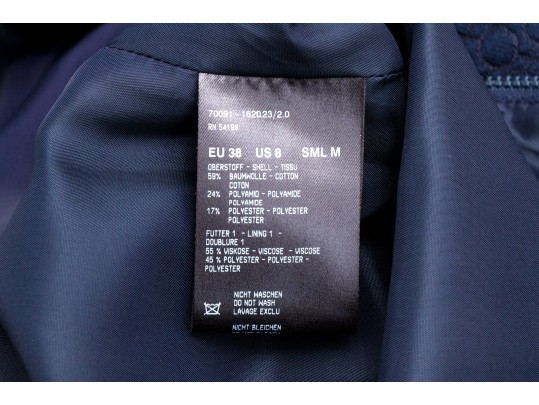 70091 - 1620.23/2.0
RN 54198
EU 38 US 8 SML M
OBERSTOFF - SHELL - TISSU
59% BAUMWOLLE - COTTON
COTON
24% POLYAMID - POLYAMIDE
POLYAMIDE
17% POLYESTER - POLYESTER
POLYESTER
FUTTER 1 - LINING 1 -
DOUBLURE 1
55 % VISKOSE - VISCOSE - VISCOSE
45 % POLYESTER - POLYESTER -
POLYESTER
NICHT WASCHEN
DO NOT WASH
LAVAGE EXCLU
NICHT BLEICHEN